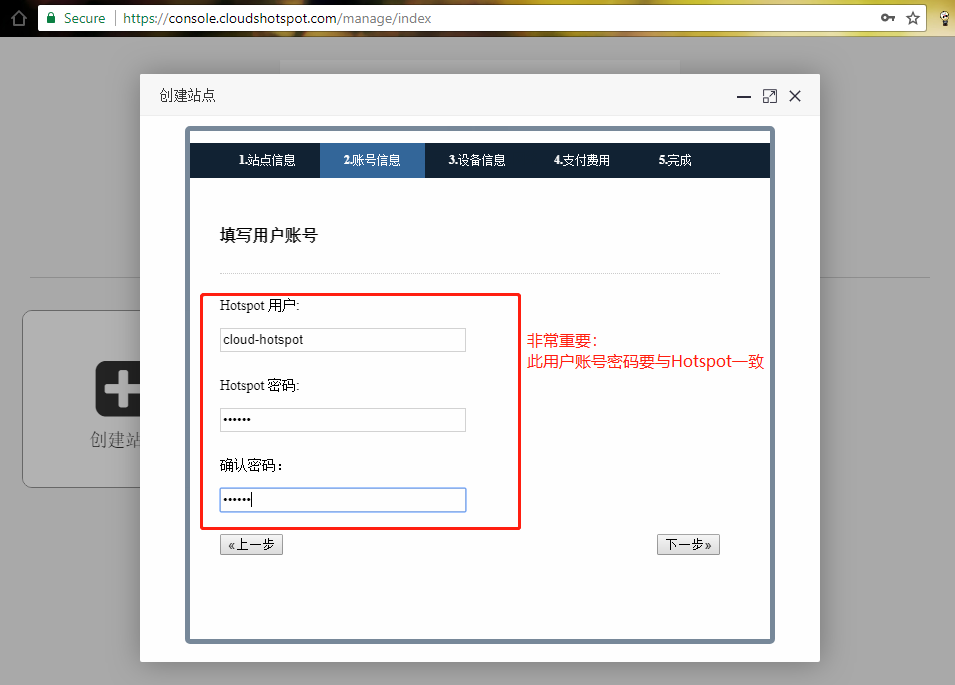 Secure https://console.cloudshotspot.com/manage/index
创建站点
1.站点信息 2.账号信息 3.设备信息 4.支付费用 5.完成
填写用户账号
Hotspot 用户:
cloud-hotspot
非常重要:
此用户账号密码要与Hotspot一致
Hotspot 密码:
••••••
创建站
确认密码：
••••••
«上一步 下一步»